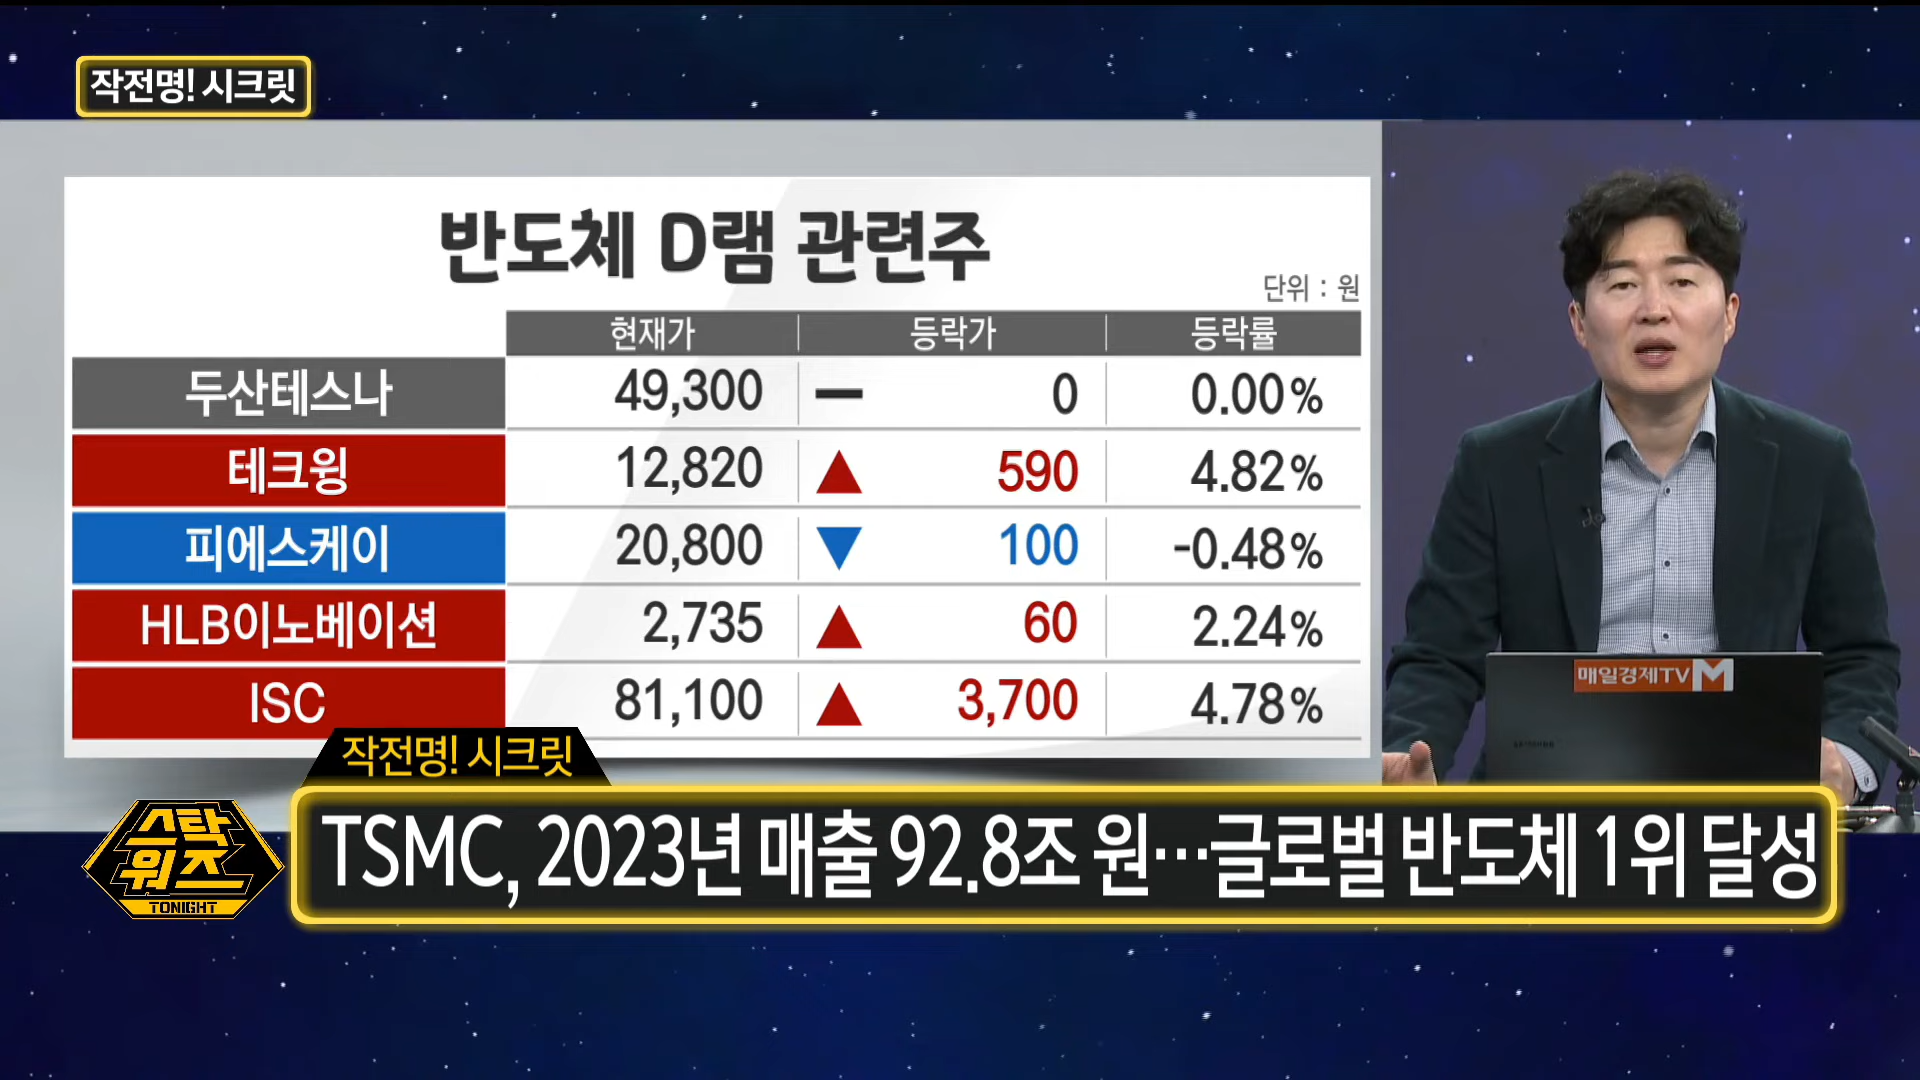 작전명! 시크릿
반도체 D램 관련주
단위 : 원
현재가 등락가 등락률
두산테스나 49,300 ー 0 0.00%
테크윙 12,820 ▲ 590 4.82%
피에스케이 20,800 ▼ 100 -0.48%
HLB이노베이션 2,735 ▲ 60 2.24%
ISC 81,100 ▲ 3,700 4.78%
매일경제TV M
작전명! 시크릿
스탁
워즈
TONIGHT
TSMC, 2023년 매출 92.8조 원…글로벌 반도체 1위 달성